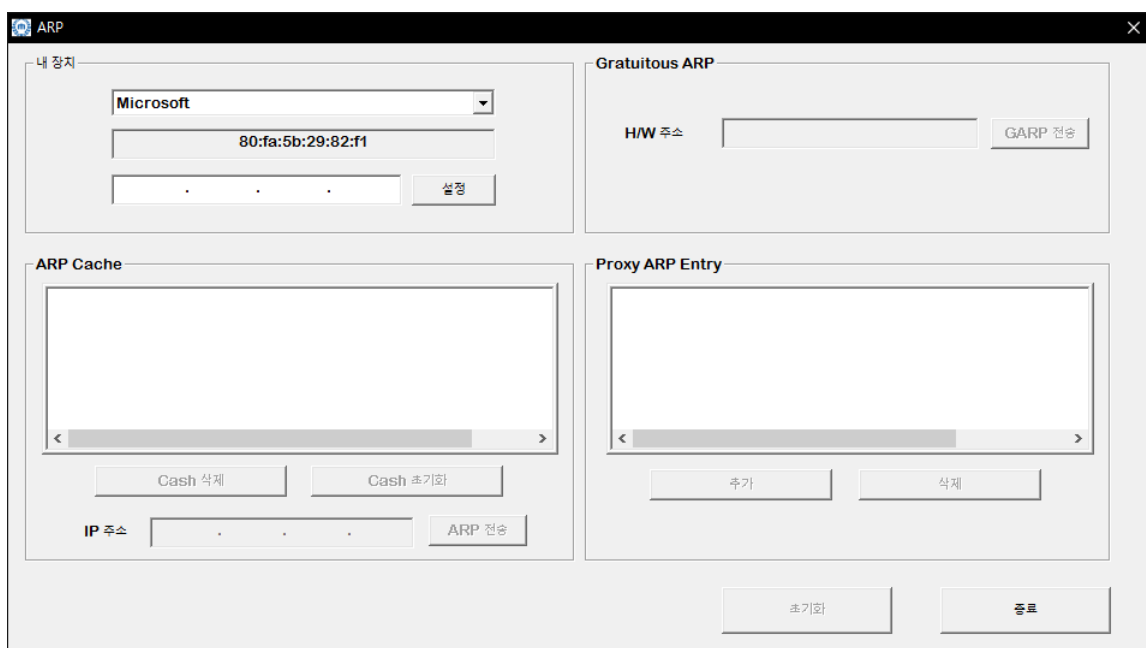 ARP
내 장치
Microsoft
80:fa:5b:29:82:f1
. . .
설정
Gratuitous ARP
H/W 주소
GARP 전송
ARP Cache
Cash 삭제
Cash 초기화
IP 주소
. . .
ARP 전송
Proxy ARP Entry
추가
삭제
초기화
종료